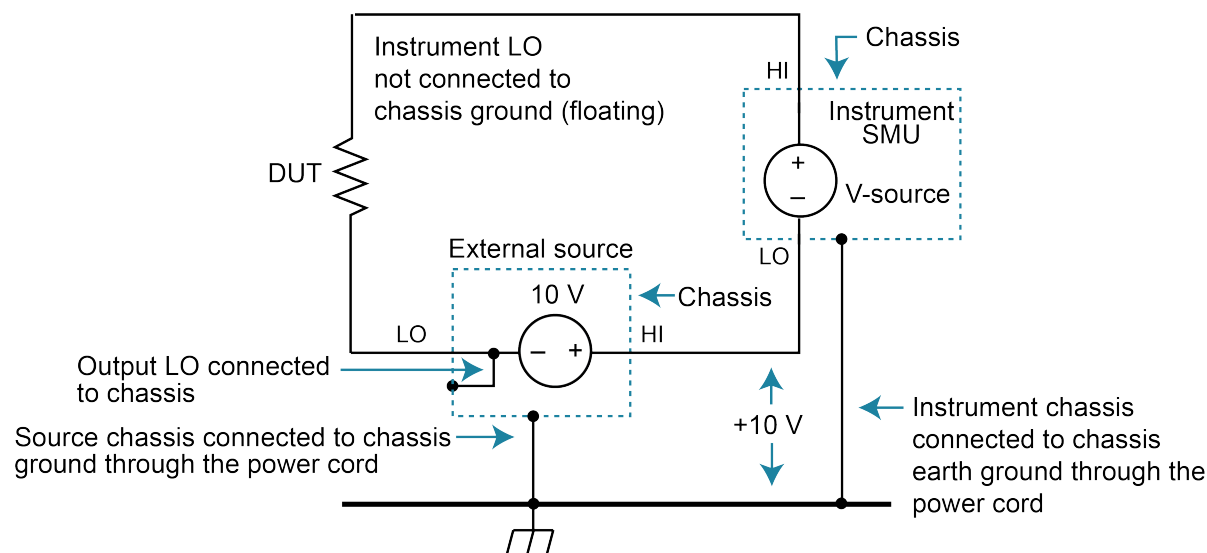 Instrument LO
not connected to
chassis ground (floating)
Chassis
HI
Instrument
SMU
+
–
V-source
DUT
LO
External source
10 V
Chassis
LO
– +
HI
Output LO connected
to chassis
+10 V
Source chassis connected to chassis
ground through the power cord
Instrument chassis
connected to chassis
earth ground through the
power cord